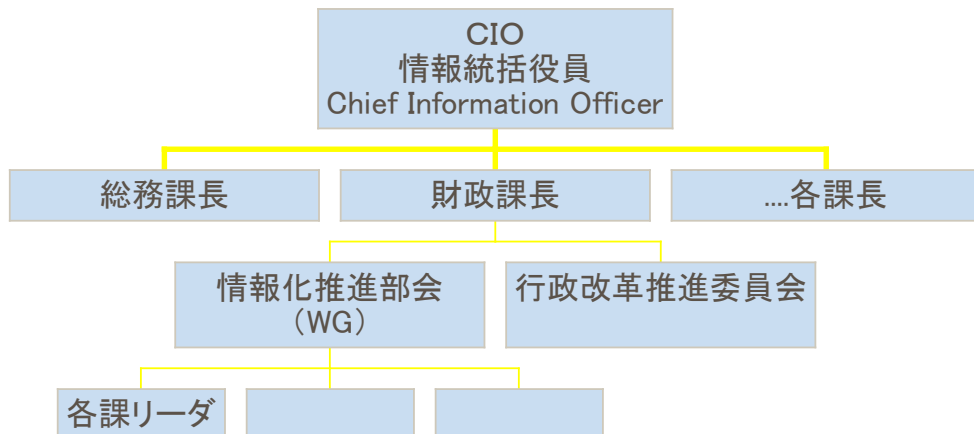 CIO
情報統括役員
Chief Information Officer
総務課長
財政課長
....各課長
情報化推進部会
（WG）
行政改革推進委員会
各課リーダ